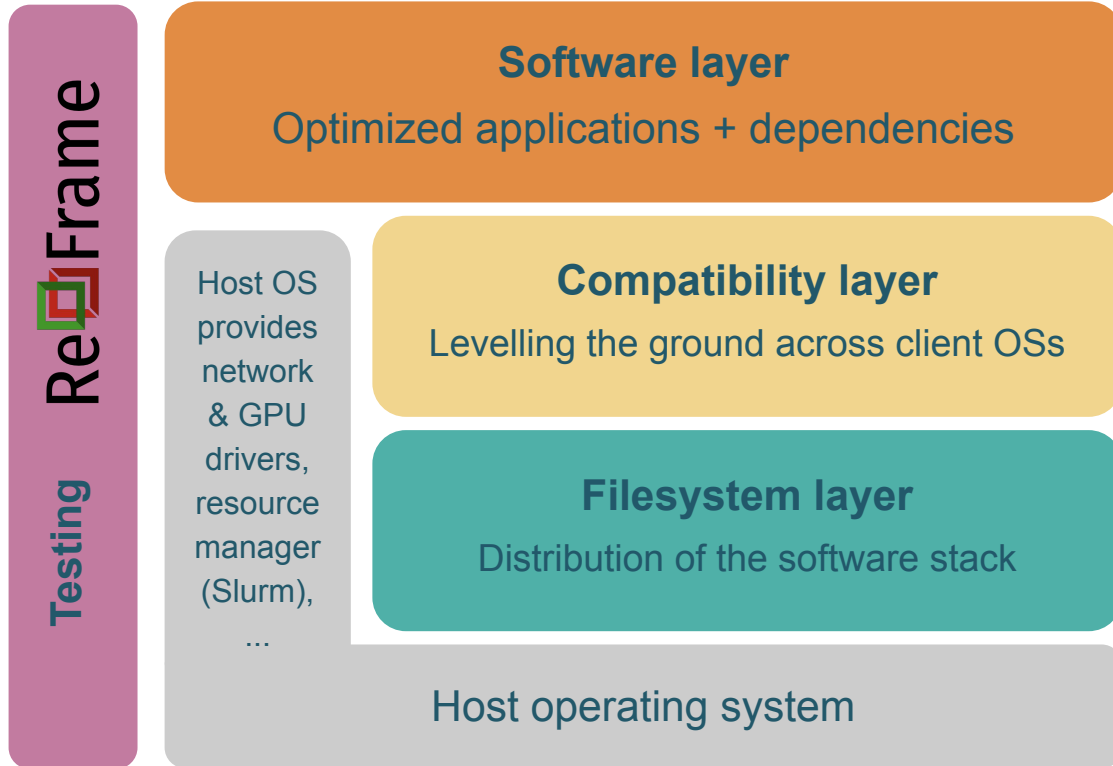 ReFrame
Testing
Software layer
Optimized applications + dependencies
Host OS
provides
network
& GPU
drivers,
resource
manager
(Slurm),
...
Compatibility layer
Levelling the ground across client OSs
Filesystem layer
Distribution of the software stack
Host operating system